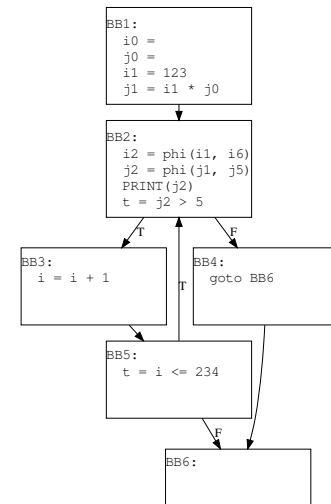 BB1:
i0 =
j0 =
i1 = 123
j1 = i1 * j0
BB2:
i2 = phi(i1, i6)
j2 = phi(j1, j5)
PRINT(j2)
t = j2 > 5
T
F
BB3:
i = i + 1
T
BB4:
goto BB6
BB5:
t = i <= 234
F
BB6: